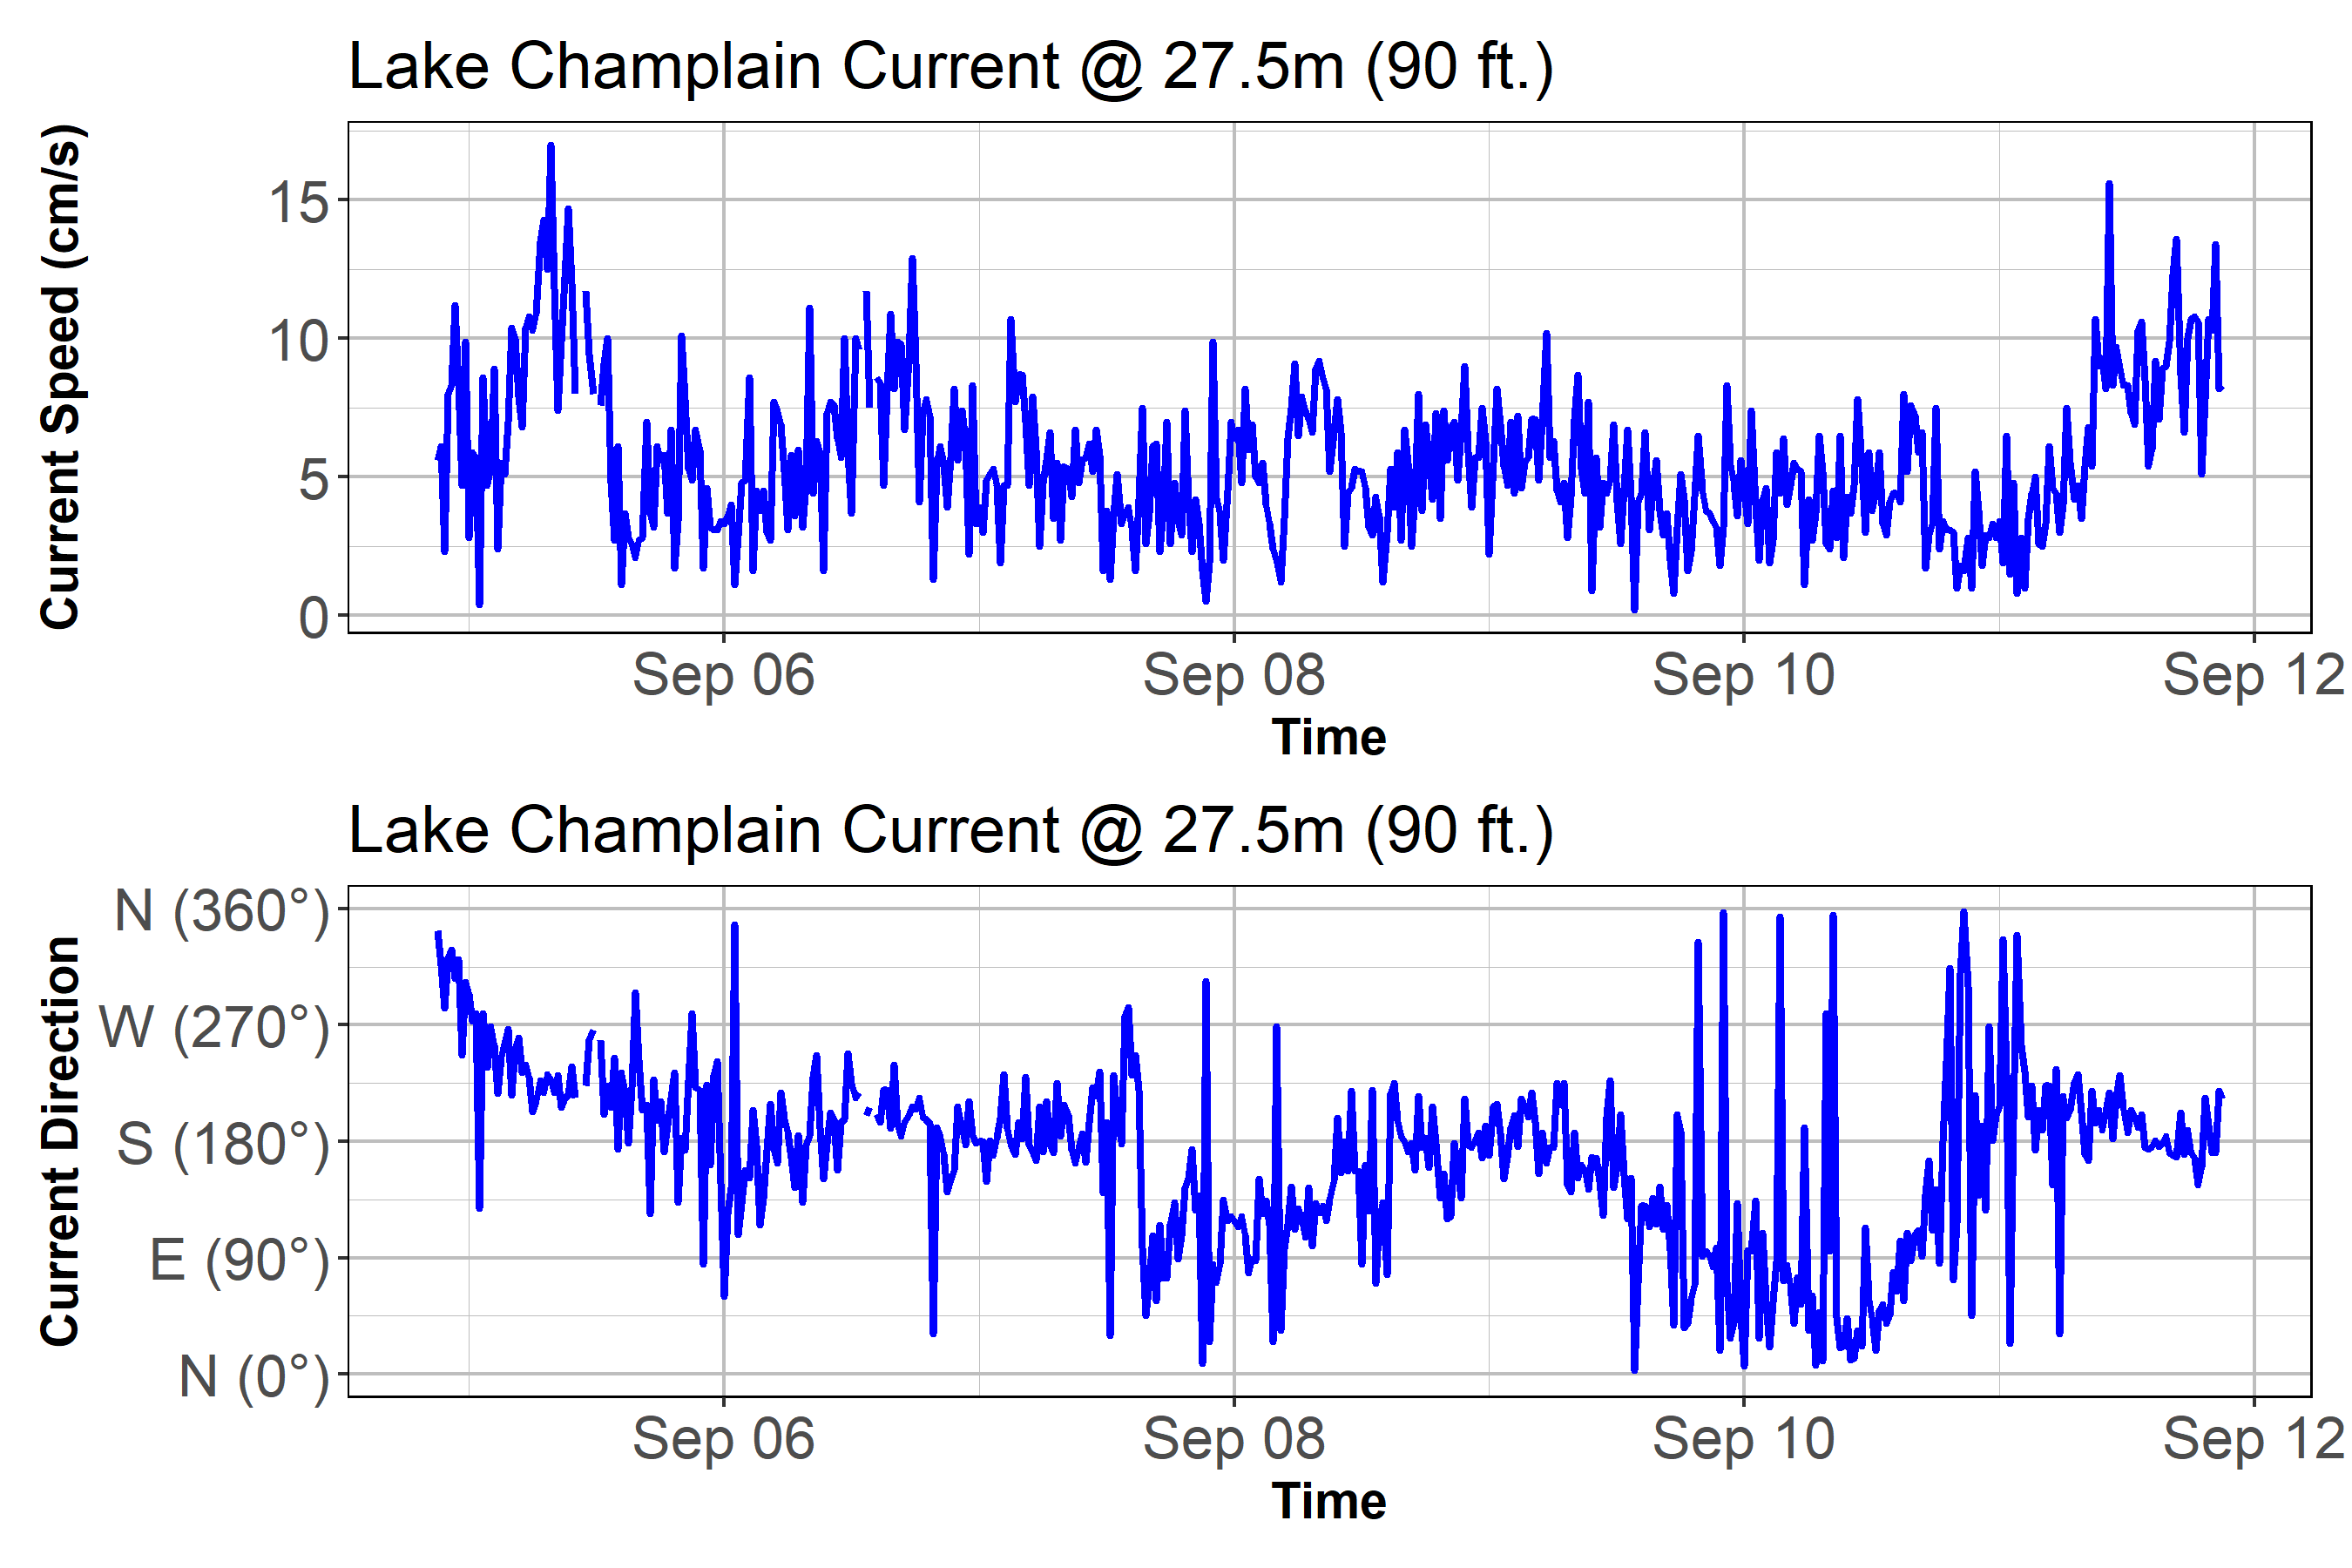 Lake Champlain Current @ 27.5m (90 ft.)
Current Speed (cm/s)
15
10
5
0
Sep 06 Sep 08 Sep 10 Sep 12
Time
Lake Champlain Current @ 27.5m (90 ft.)
Current Direction
N (360°)
W (270°)
S (180°)
E (90°)
N (0°)
Sep 06 Sep 08 Sep 10 Sep 12
Time